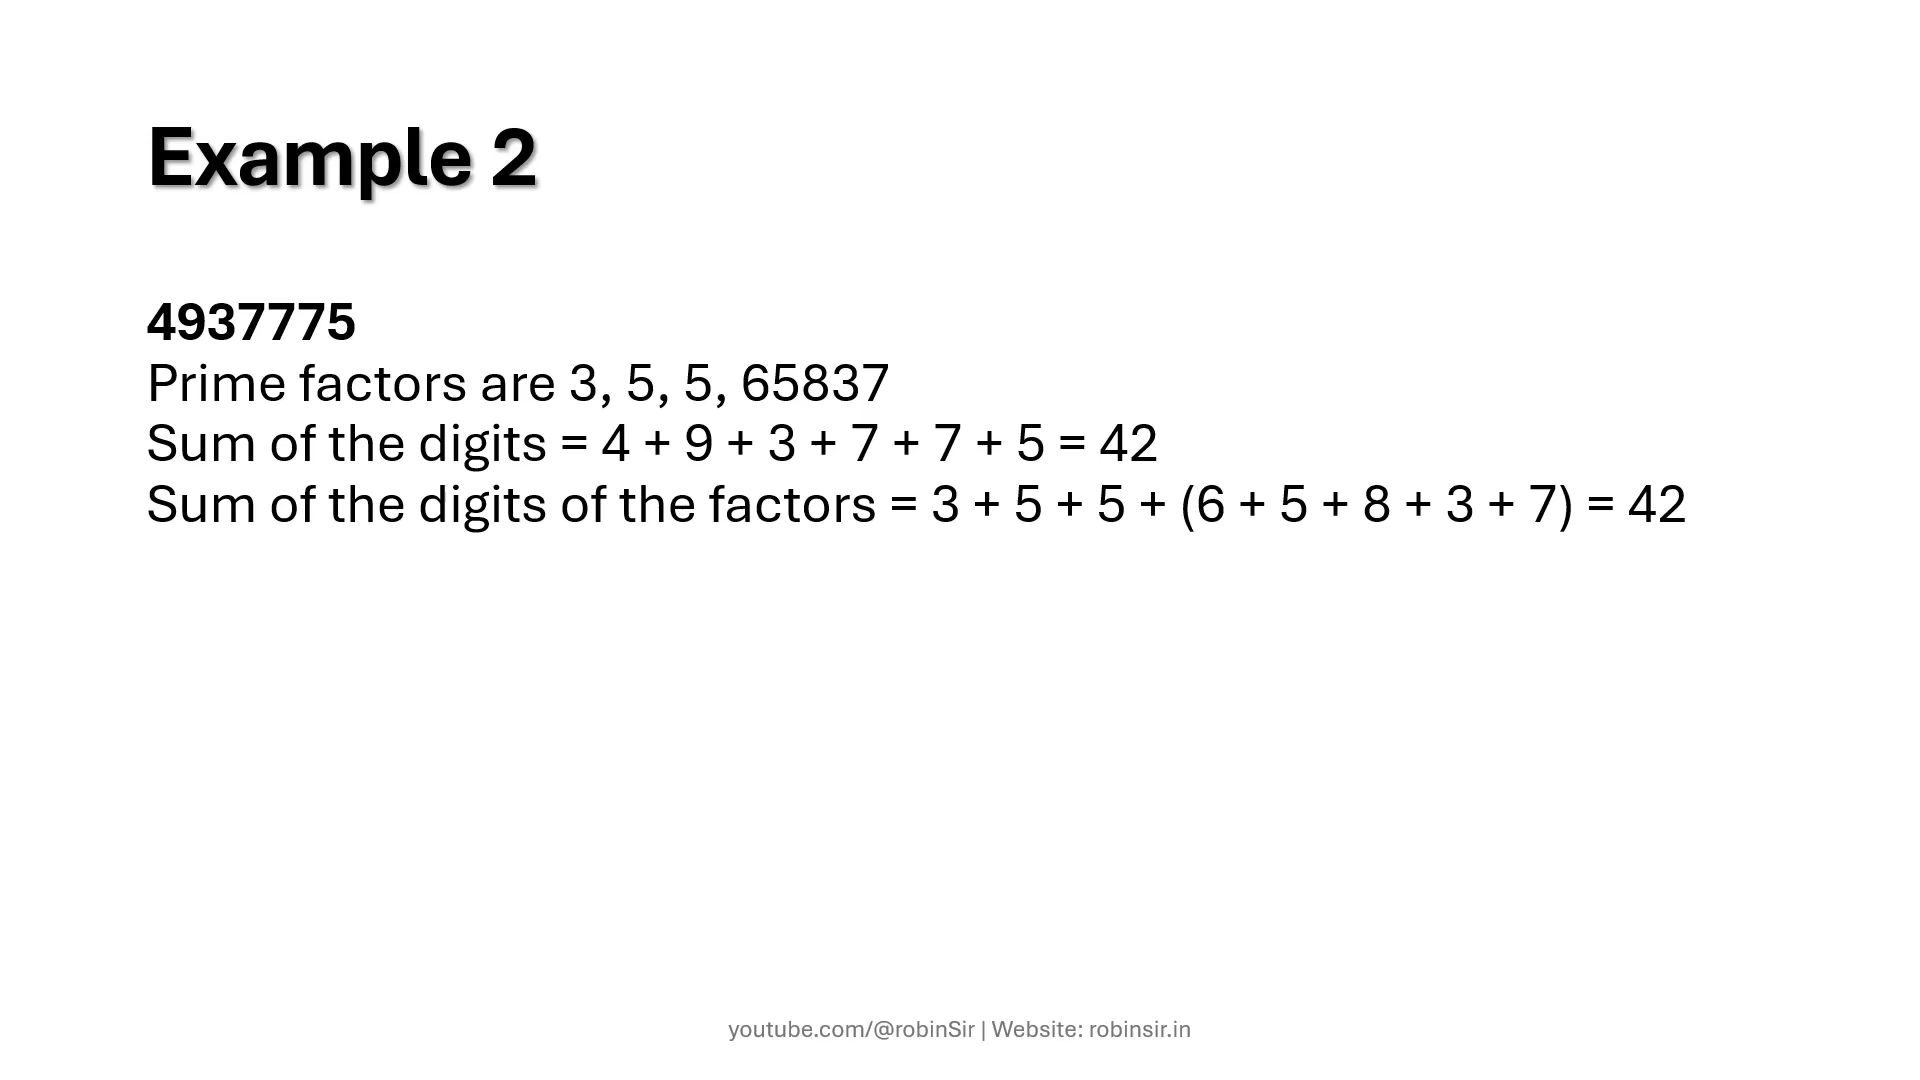 Example 2
4937775
Prime factors are 3, 5, 5, 65837
Sum of the digits = 4 + 9 + 3 + 7 + 7 + 5 = 42
Sum of the digits of the factors = 3 + 5 + 5 + (6 + 5 + 8 + 3 + 7) = 42
youtube.com/@robinSir | Website: robinsir.in